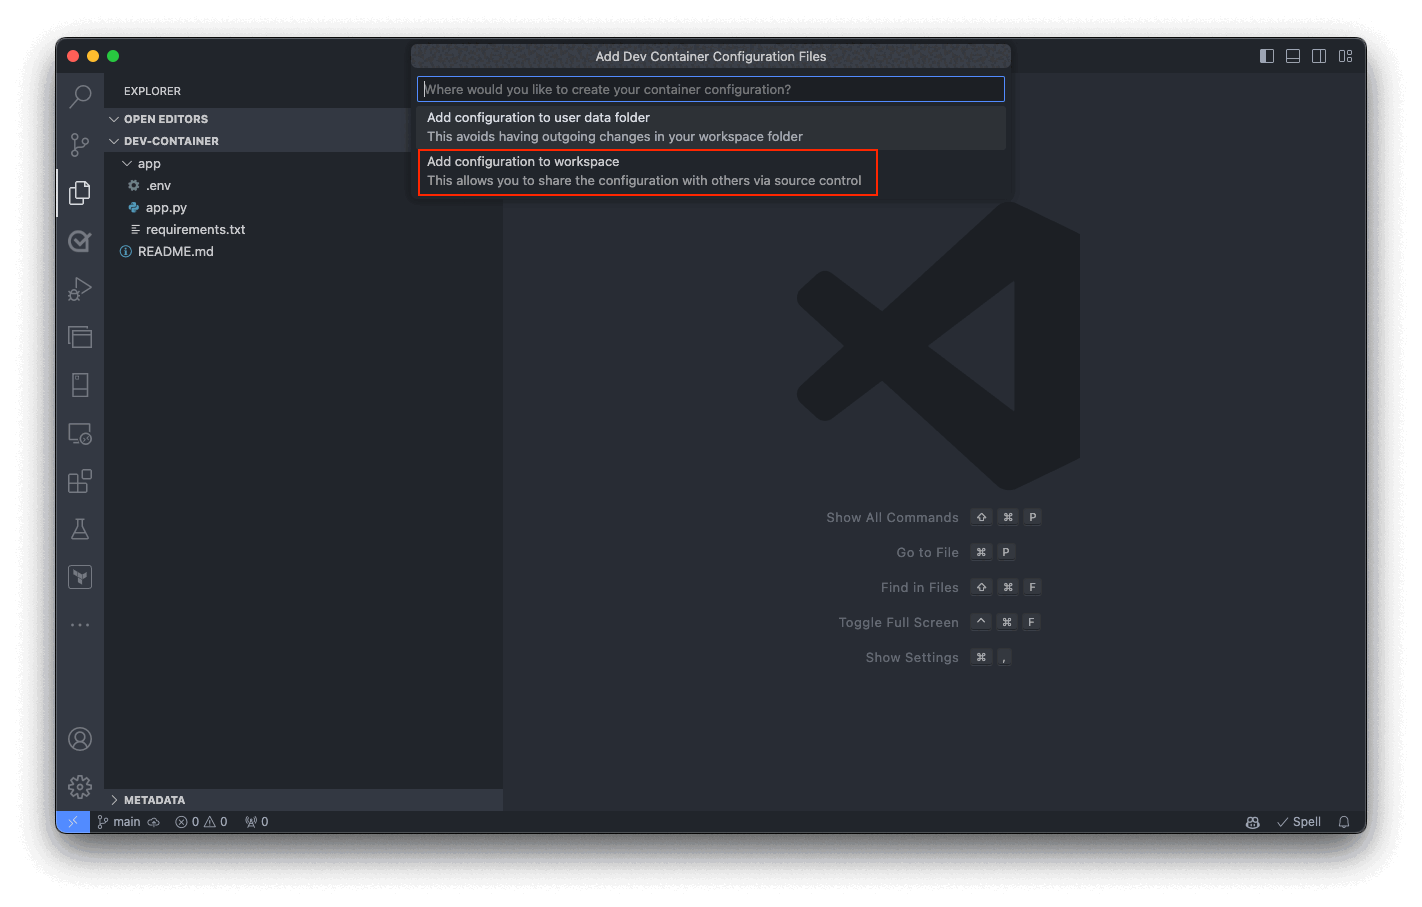 Add Dev Container Configuration Files
Where would you like to create your container configuration?
Add configuration to user data folder
This avoids having outgoing changes in your workspace folder
Add configuration to workspace
This allows you to share the configuration with others via source control
EXPLORER
OPEN EDITORS
DEV-CONTAINER
app
.env
app.py
requirements.txt
README.md
Show All Commands ⇧ ⌘ P
Go to File ⌘ P
Find in Files ⇧ ⌘ F
Toggle Full Screen ^ ⌘ F
Show Settings ⌘ ,
METADATA
main 0 0 0 Spell